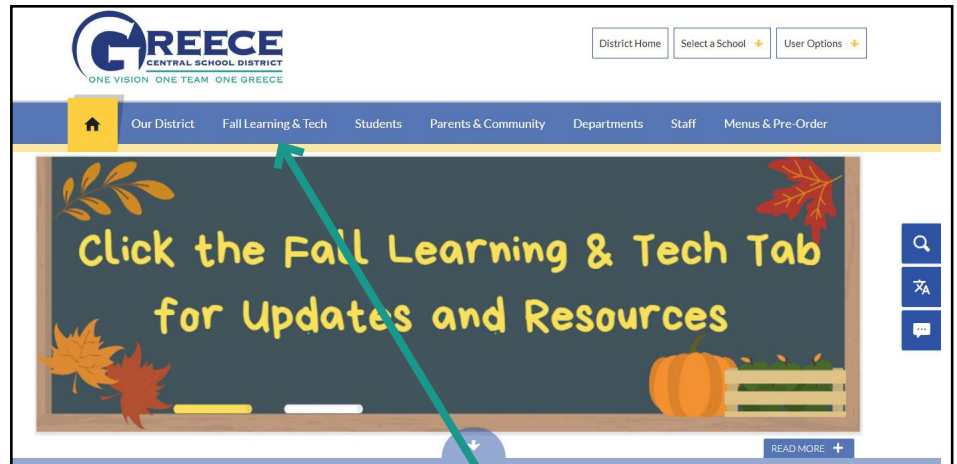 GREECE
CENTRAL SCHOOL DISTRICT
ONE VISION ONE TEAM ONE GREECE
District Home
Select a School
User Options
Our District
Fall Learning & Tech
Students
Parents & Community
Departments
Staff
Menus & Pre-Order
Click the Fall Learning & Tech Tab
for Updates and Resources
READ MORE